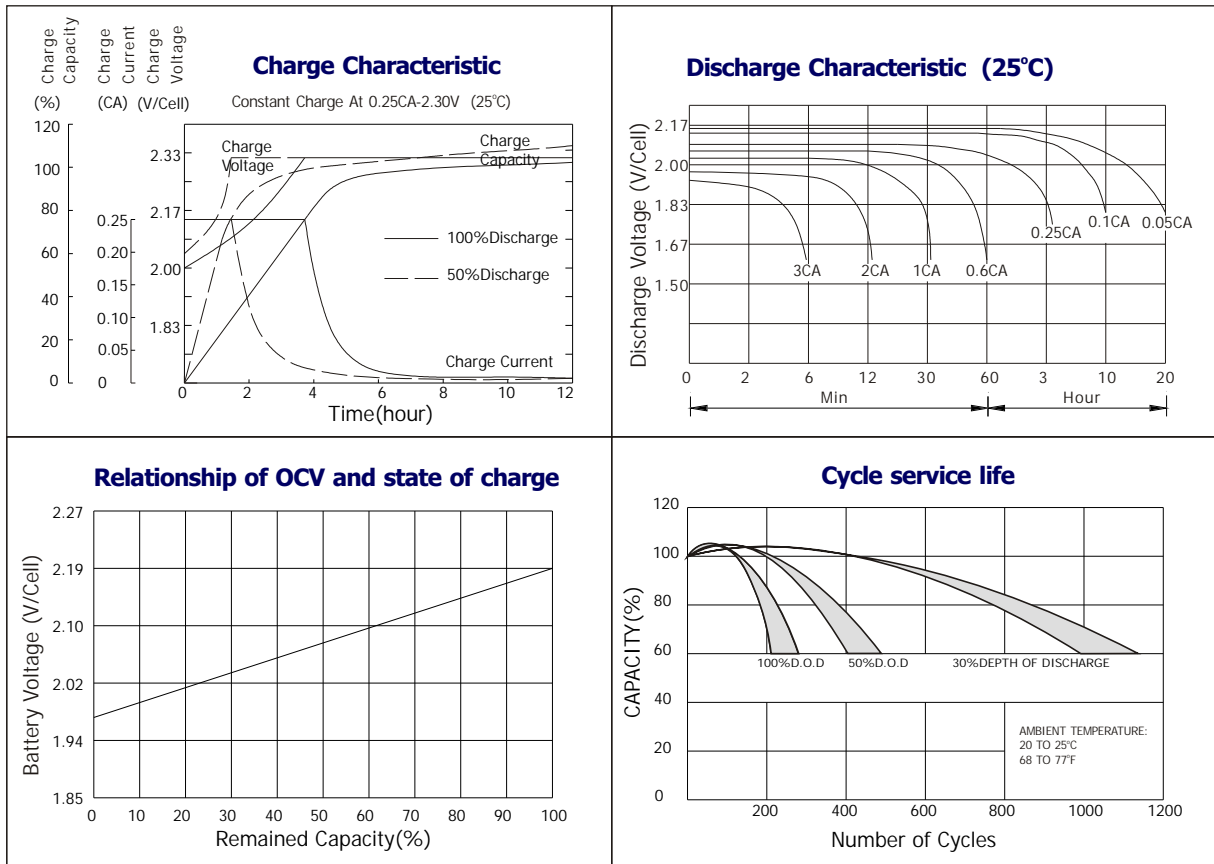 Charge Characteristic
Charge Capacity
Charge Current
Charge Voltage
(%) (CA) (V/Cell)
Constant Charge At 0.25CA-2.30V (25°C)
120
100
80
60
40
20
0
0.25
0.20
0.15
0.10
0.05
0
2.33
2.17
2.00
1.83
Charge Voltage
Charge Capacity
100%Discharge
50%Discharge
Charge Current
0 2 4 6 8 10 12
Time(hour)
Discharge Characteristic (25°C)
Discharge Voltage (V/Cell)
2.17
2.00
1.83
1.67
1.50
3CA 2CA 1CA 0.6CA 0.25CA 0.1CA 0.05CA
0 2 6 12 30 60 3 10 20
Min Hour
Relationship of OCV and state of charge
Battery Voltage (V/Cell)
2.27
2.19
2.10
2.02
1.94
1.85
0 10 20 30 40 50 60 70 80 90 100
Remained Capacity(%)
Cycle service life
CAPACITY(%)
120
100
80
60
40
20
0
100%D.O.D 50%D.O.D 30%DEPTH OF DISCHARGE
AMBIENT TEMPERATURE:
20 TO 25°C
68 TO 77°F
200 400 600 800 1000 1200
Number of Cycles